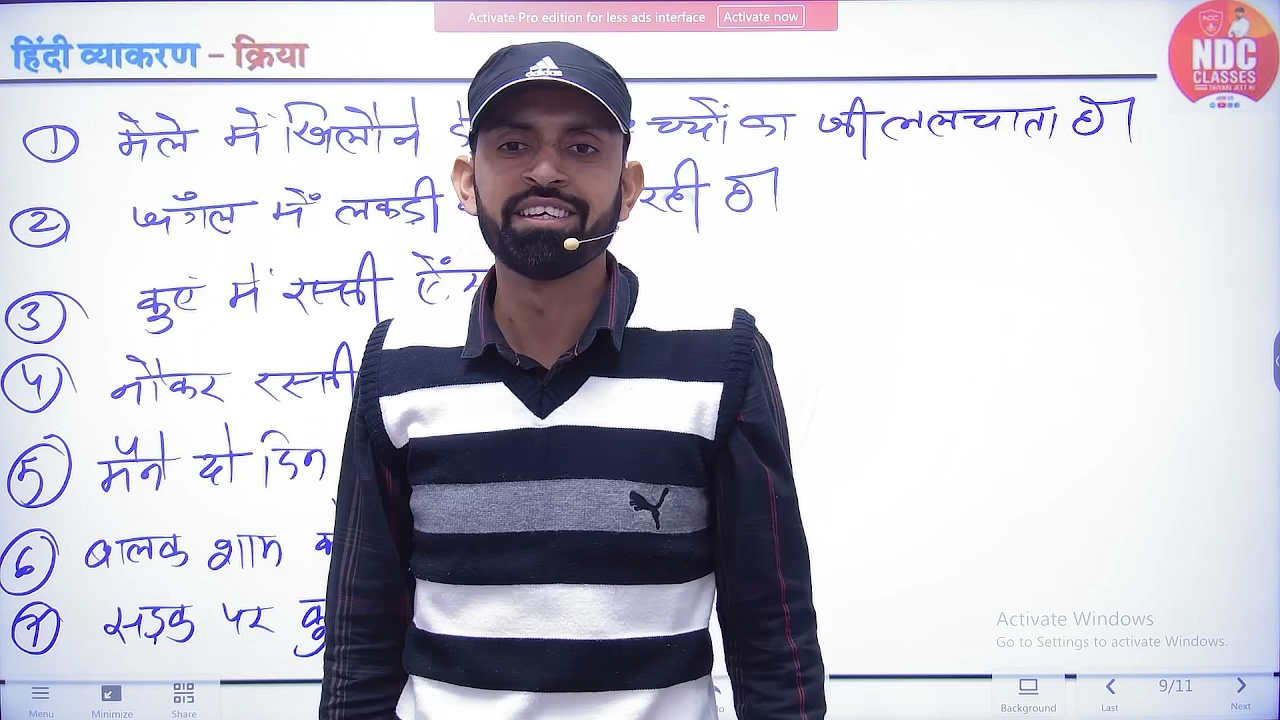 Activate Pro edition for less ads interface Activate now
हिंदी व्याकरण – क्रिया
NDC
CLASSES
① मेले में खिलौने च्चों का जी ललचाता है।
② जँगल में लकड़ी रही है।
③ कुएं में रस्सी
④ नौकर रस्सी
⑤ मैंने दो दिन
⑥ बालक शाम को
⑦ सड़क पर
Activate Windows
Go to Settings to activate Windows.
Menu Minimize Share Background Last 9/11 Next